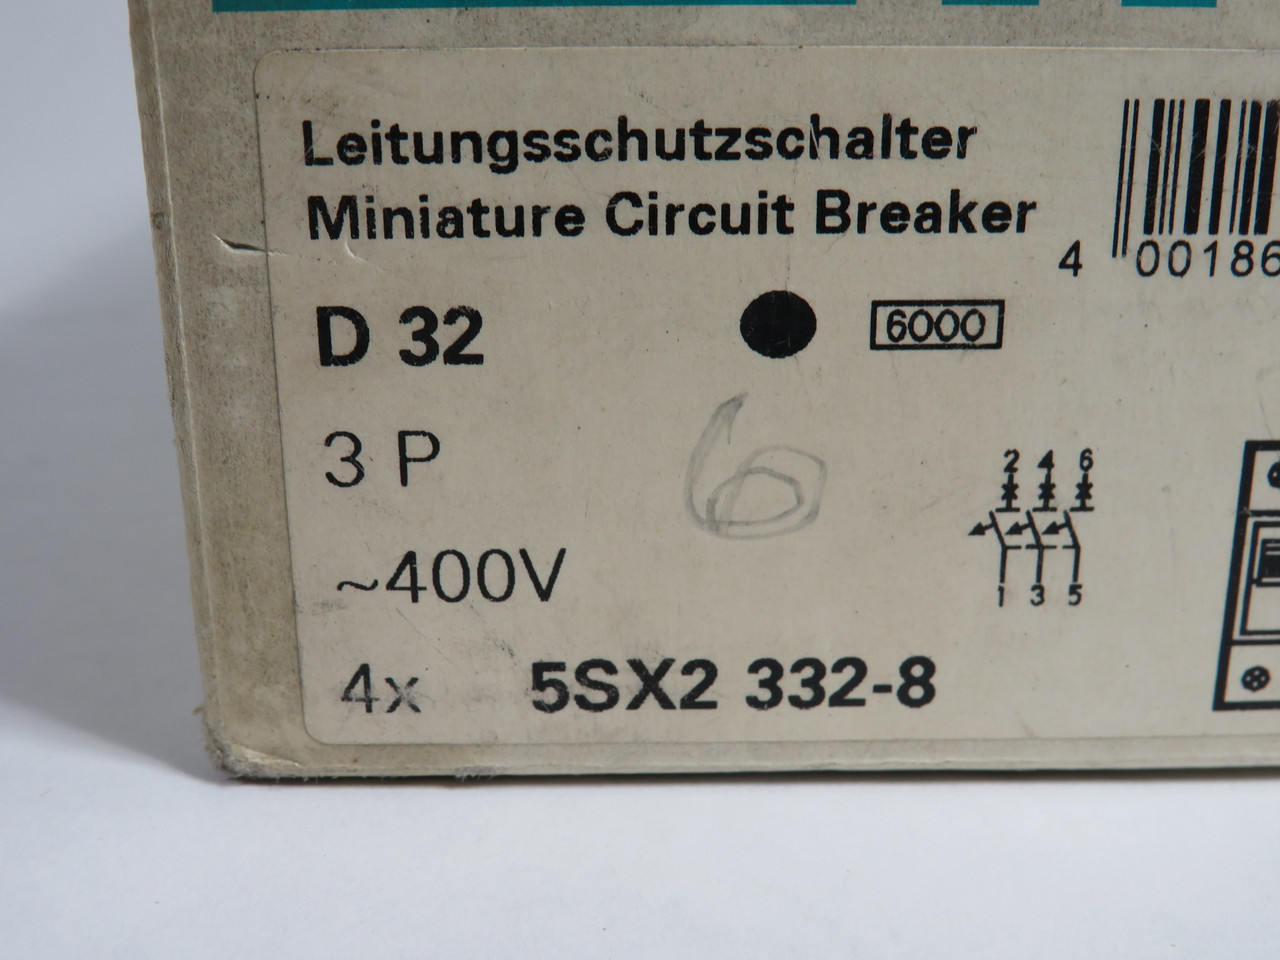 Leitungsschutzschalter
Miniature Circuit Breaker
4 00186
D 32
6000
3 P
6
2 4 6
~400V
1 3 5
4x 5SX2 332-8